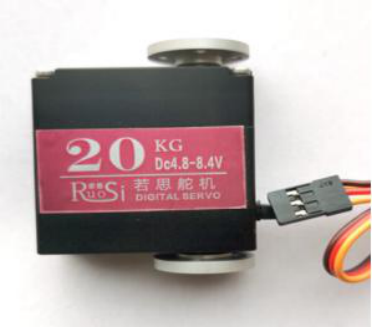 20 KG
Dc4.8-8.4V
RuoSi 若思舵机
DIGITAL SERVO